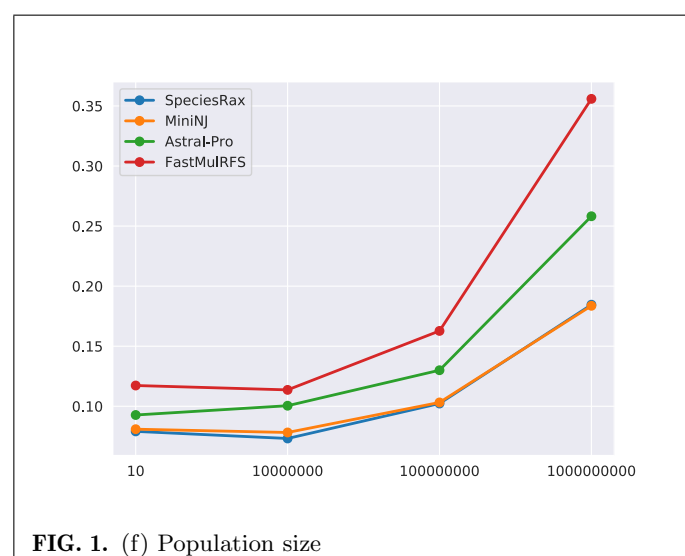 0.35
0.30
0.25
0.20
0.15
0.10
SpeciesRax
MiniNJ
Astral-Pro
FastMulRFS
10 10000000 100000000 1000000000
FIG. 1. (f) Population size